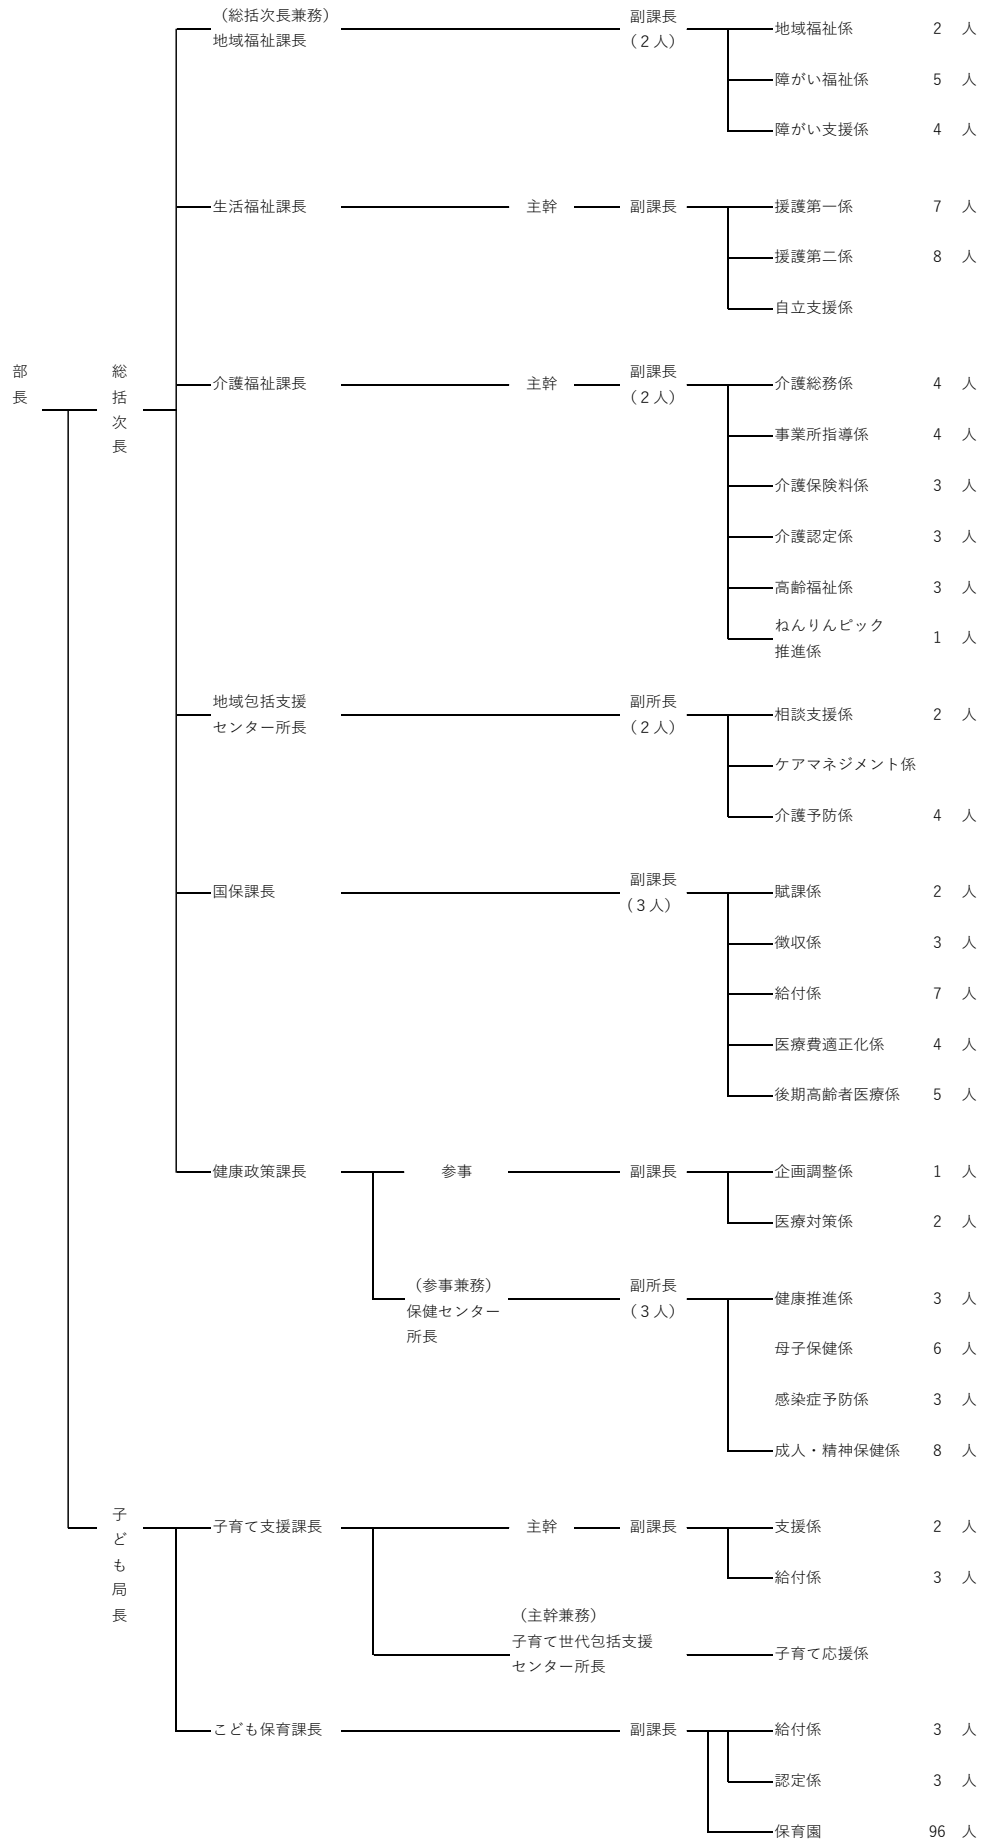 （総括次長兼務）
地域福祉課長
副課長
（２人）
地域福祉係 2 人
障がい福祉係 5 人
障がい支援係 4 人
生活福祉課長 主幹 副課長 援護第一係 7 人
援護第二係 8 人
自立支援係
部長
総括次長
介護福祉課長 主幹 副課長
（２人）
介護総務係 4 人
事業所指導係 4 人
介護保険料係 3 人
介護認定係 3 人
高齢福祉係 3 人
ねんりんピック
推進係 1 人
地域包括支援
センター所長
副所長
（２人）
相談支援係 2 人
ケアマネジメント係
介護予防係 4 人
国保課長
副課長
（３人）
賦課係 2 人
徴収係 3 人
給付係 7 人
医療費適正化係 4 人
後期高齢者医療係 5 人
健康政策課長 参事 副課長 企画調整係 1 人
医療対策係 2 人
（参事兼務）
保健センター
所長
副所長
（３人）
健康推進係 3 人
母子保健係 6 人
感染症予防係 3 人
成人・精神保健係 8 人
子ども局長
子育て支援課長 主幹 副課長 支援係 2 人
給付係 3 人
（主幹兼務）
子育て世代包括支援
センター所長
子育て応援係
こども保育課長 副課長 給付係 3 人
認定係 3 人
保育園 96 人